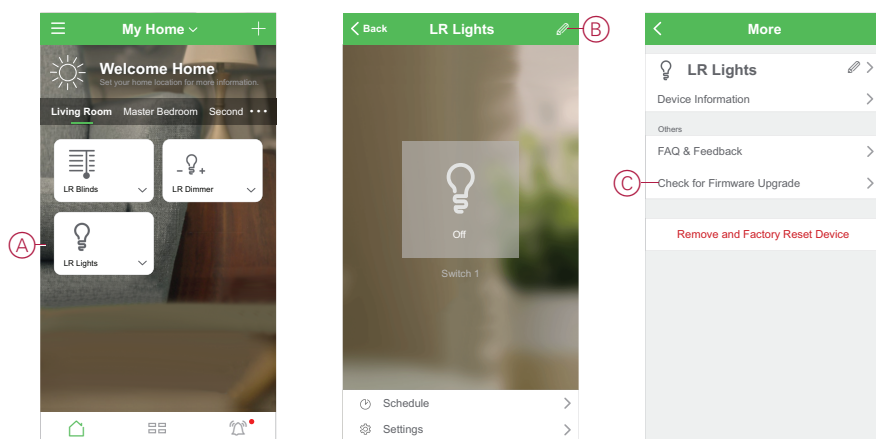 My Home
Welcome Home
Set your home location for more information.
Living Room Master Bedroom Second
LR Blinds
LR Dimmer
LR Lights
A
Back LR Lights
B
Off
Switch 1
Schedule
Settings
More
LR Lights
Device Information
Others
FAQ & Feedback
C
Check for Firmware Upgrade
Remove and Factory Reset Device